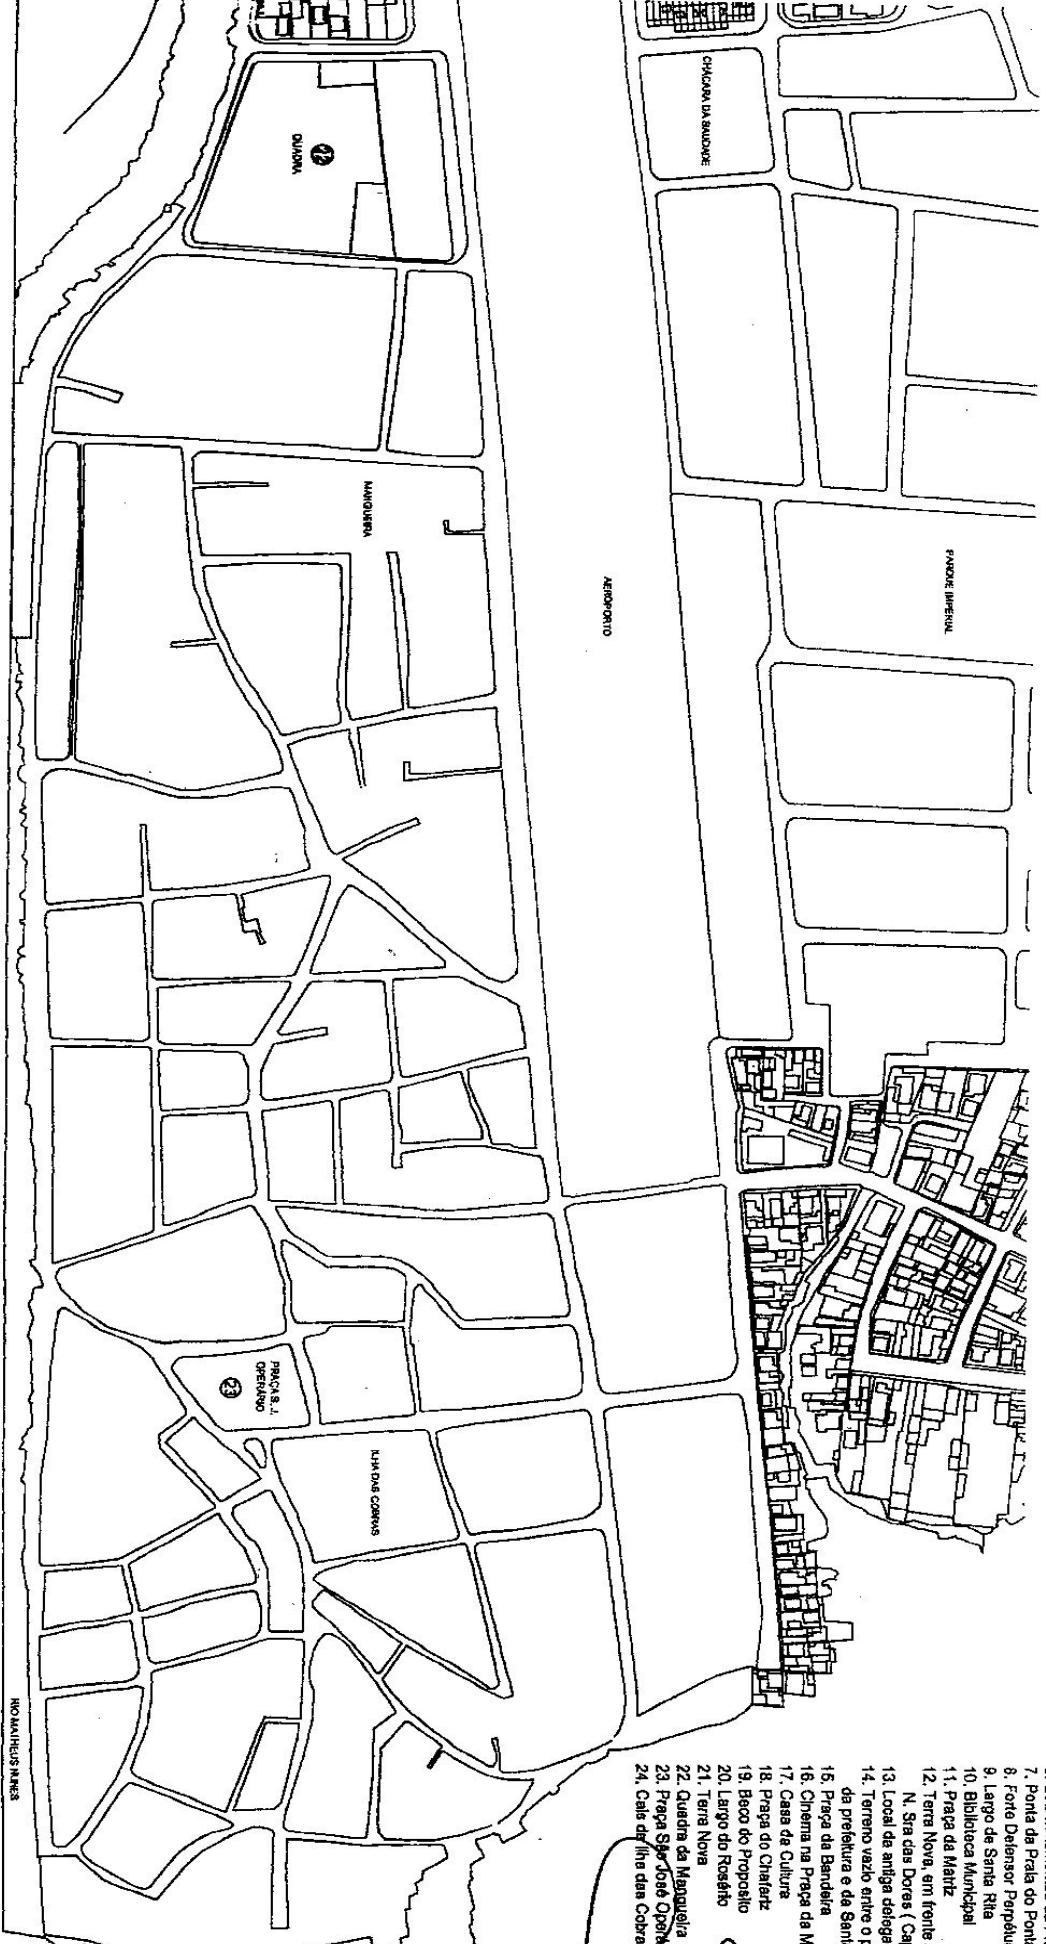 CHÁCARA DA SAUDADE
22
QUADRA
MANGUEIRA
AEROPORTO
PARQUE IMPERIAL
PRAÇA S. J.
OPERÁRIO
23
ILHA DAS COBRAS
RIO MATHEUS NUNES
7. Ponta da Praia do Pont
8. Forte Defensor Perpétu
9. Largo de Santa Rita
10. Biblioteca Municipal
11. Praça da Matriz
12. Terra Nova, em frente
N. Sra das Dores ( Ca
13. Local da antiga delega
14. Terreno vazio entre o p
da prefeitura e da Sant
15. Praça da Bandeira
16. Cinema na Praça da M
17. Casa da Cultura
18. Praça do Chafariz
19. Beco do Propósito
20. Largo do Rosário
21. Terra Nova
22. Quadra da Mangueira
23. Praça São José Operá
24. Cais da Ilha das Cobra